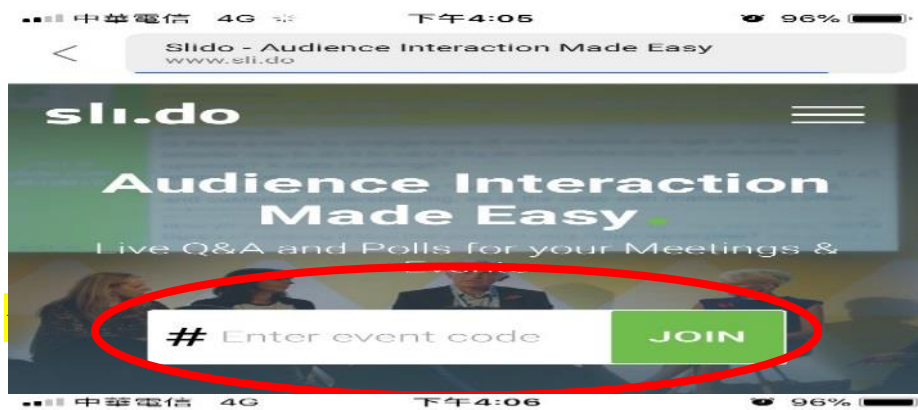 中華電信 4G 下午4:05 96%
Slido - Audience Interaction Made Easy
www.sli.do
sli.do
Audience Interaction
Made Easy.
Live Q&A and Polls for your Meetings &
Events
# Enter event code JOIN
中華電信 4G 下午4:06 96%